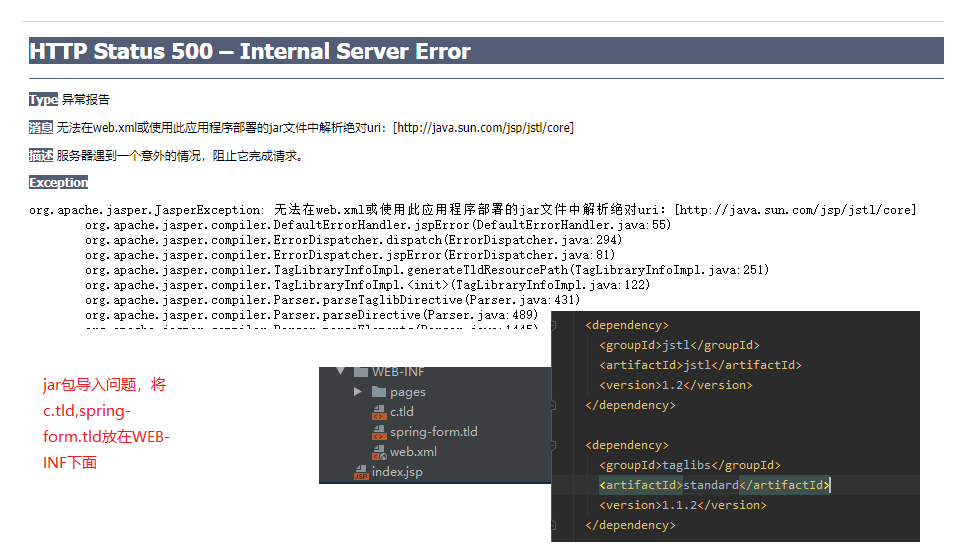 HTTP Status 500 – Internal Server Error
Type 异常报告
消息 无法在web.xml或使用此应用程序部署的jar文件中解析绝对uri：[http://java.sun.com/jsp/jstl/core]
描述 服务器遇到一个意外的情况，阻止它完成请求。
Exception
org.apache.jasper.JasperException: 无法在web.xml或使用此应用程序部署的jar文件中解析绝对uri：[http://java.sun.com/jsp/jstl/core]
org.apache.jasper.compiler.DefaultErrorHandler.jspError(DefaultErrorHandler.java:55)
org.apache.jasper.compiler.ErrorDispatcher.dispatch(ErrorDispatcher.java:294)
org.apache.jasper.compiler.ErrorDispatcher.jspError(ErrorDispatcher.java:81)
org.apache.jasper.compiler.TagLibraryInfoImpl.generateTldResourcePath(TagLibraryInfoImpl.java:251)
org.apache.jasper.compiler.TagLibraryInfoImpl.<init>(TagLibraryInfoImpl.java:122)
org.apache.jasper.compiler.Parser.parseTaglibDirective(Parser.java:431)
org.apache.jasper.compiler.Parser.parseDirective(Parser.java:489)
org.apache.jasper.compiler.Parser.parseElements(Parser.java:1445)
jar包导入问题，将
c.tld,spring-
form.tld放在WEB-
INF下面
WEB-INF
pages
c.tld
spring-form.tld
web.xml
index.jsp
<dependency>
<groupId>jstl</groupId>
<artifactId>jstl</artifactId>
<version>1.2</version>
</dependency>
<dependency>
<groupId>taglibs</groupId>
<artifactId>standard</artifactId>
<version>1.1.2</version>
</dependency>